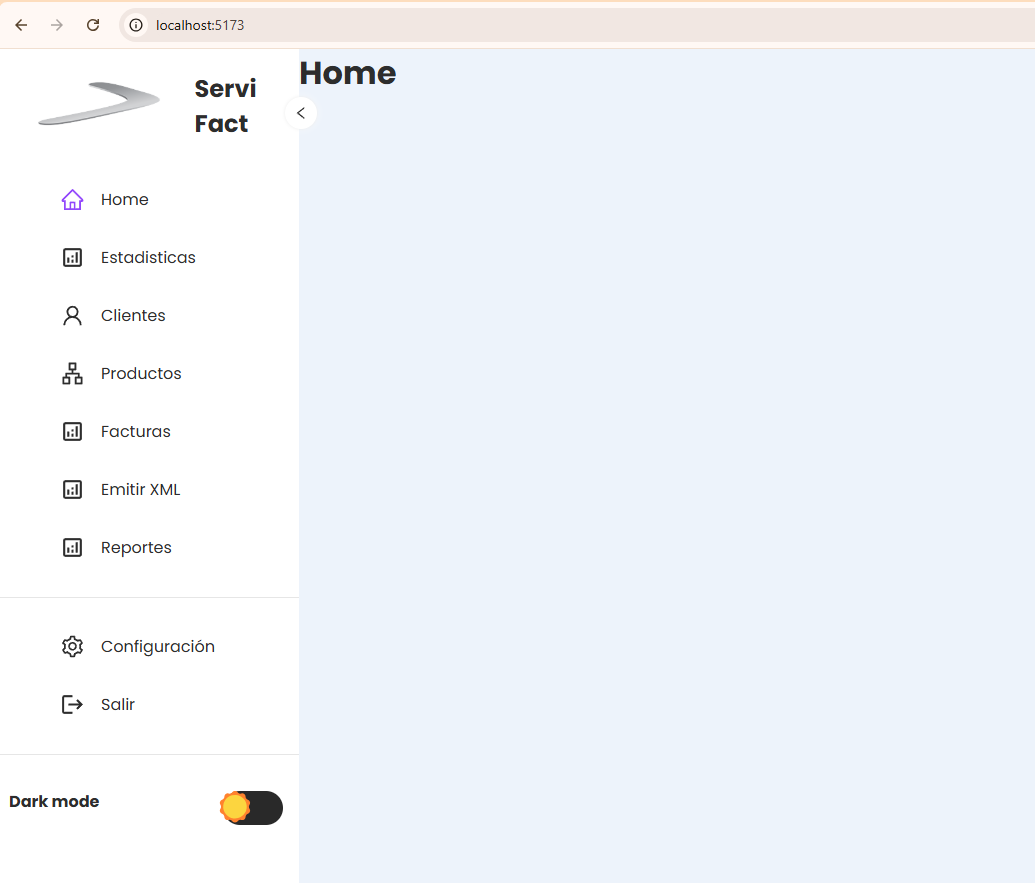 localhost:5173
Servi
Fact
Home
Home
Estadisticas
Clientes
Productos
Facturas
Emitir XML
Reportes
Configuración
Salir
Dark mode